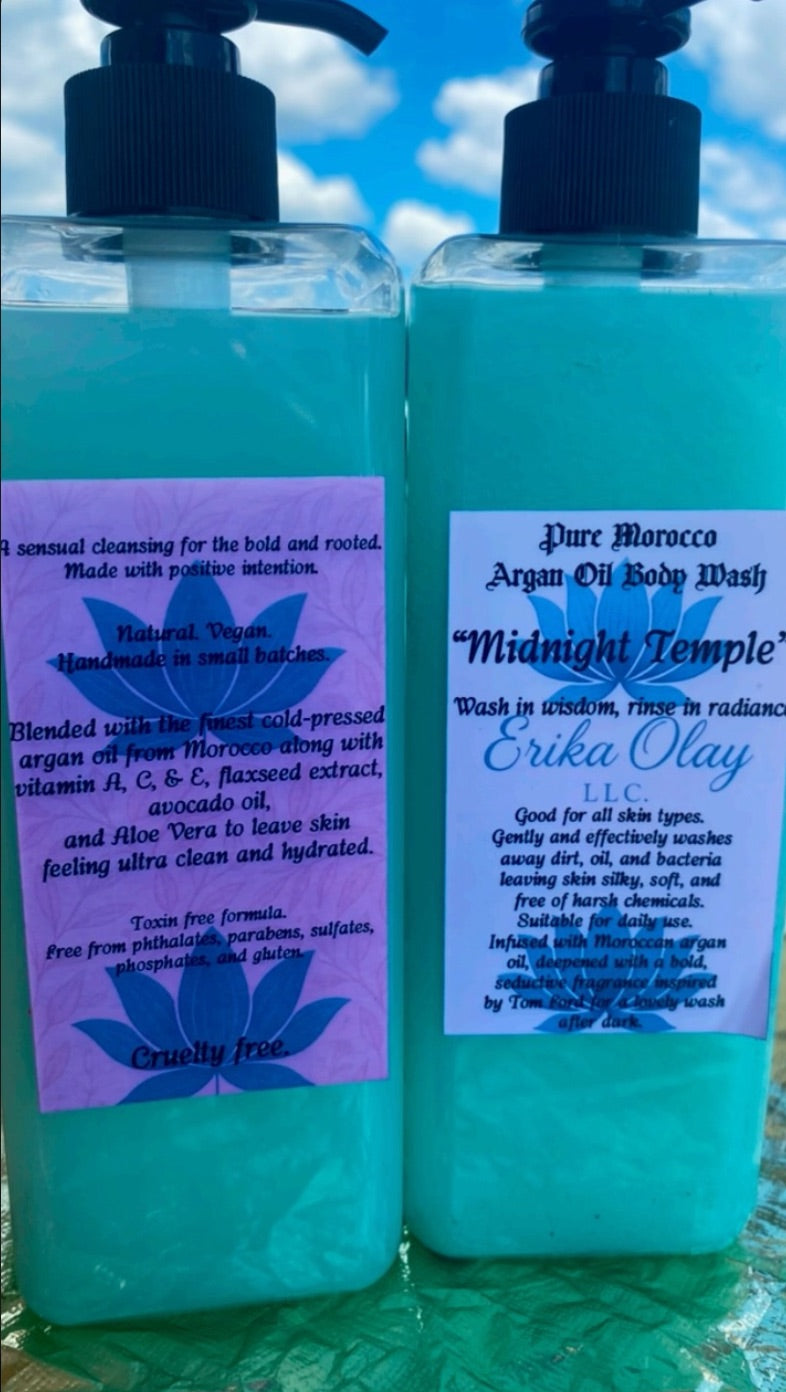 A sensual cleansing for the bold and rooted.
Made with positive intention.
Natural. Vegan.
Handmade in small batches.
Blended with the finest cold-pressed
argan oil from Morocco along with
vitamin A, C, & E, flaxseed extract,
avocado oil,
and Aloe Vera to leave skin
feeling ultra clean and hydrated.
Toxin free formula.
Free from phthalates, parabens, sulfates,
phosphates, and gluten.
Cruelty free.
Pure Morocco
Argan Oil Body Wash
“Midnight Temple”
Wash in wisdom, rinse in radianc
Erika Olay
LLC.
Good for all skin types.
Gently and effectively washes
away dirt, oil, and bacteria
leaving skin silky, soft, and
free of harsh chemicals.
Suitable for daily use.
Infused with Moroccan argan
oil, deepened with a bold,
seductive fragrance inspired
by Tom Ford for a lovely wash
after dark.